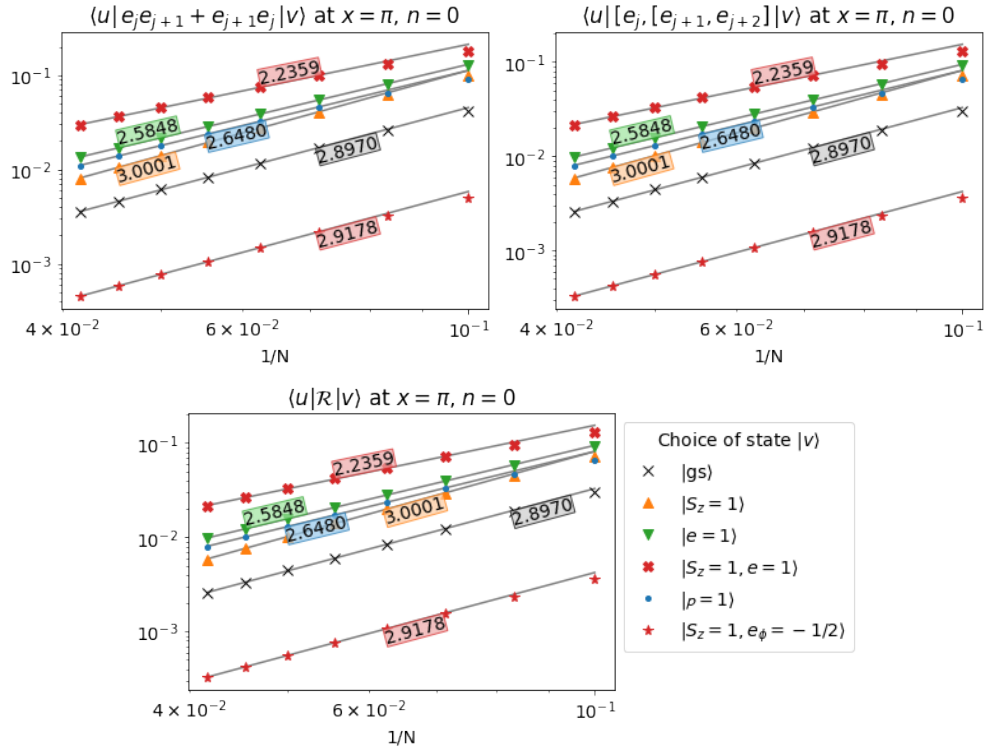 ⟨u| e_j e_{j+1} + e_{j+1} e_j |v⟩ at x = π, n = 0
10^{-1}
10^{-2}
10^{-3}
2.2359
2.5848
2.6480
3.0001
2.8970
2.9178
4 × 10^{-2}
6 × 10^{-2}
10^{-1}
1/N
⟨u| [e_j, [e_{j+1}, e_{j+2}] |v⟩ at x = π, n = 0
10^{-1}
10^{-2}
10^{-3}
2.2359
2.5848
2.6480
3.0001
2.8970
2.9178
4 × 10^{-2}
6 × 10^{-2}
10^{-1}
1/N
⟨u|ℛ|v⟩ at x = π, n = 0
10^{-1}
10^{-2}
10^{-3}
2.2359
2.5848
2.6480
3.0001
2.8970
2.9178
4 × 10^{-2}
6 × 10^{-2}
10^{-1}
1/N
Choice of state |v⟩
|gs⟩
|S_z = 1⟩
|e = 1⟩
|S_z = 1, e = 1⟩
|p = 1⟩
|S_z = 1, e_ϕ = −1/2⟩